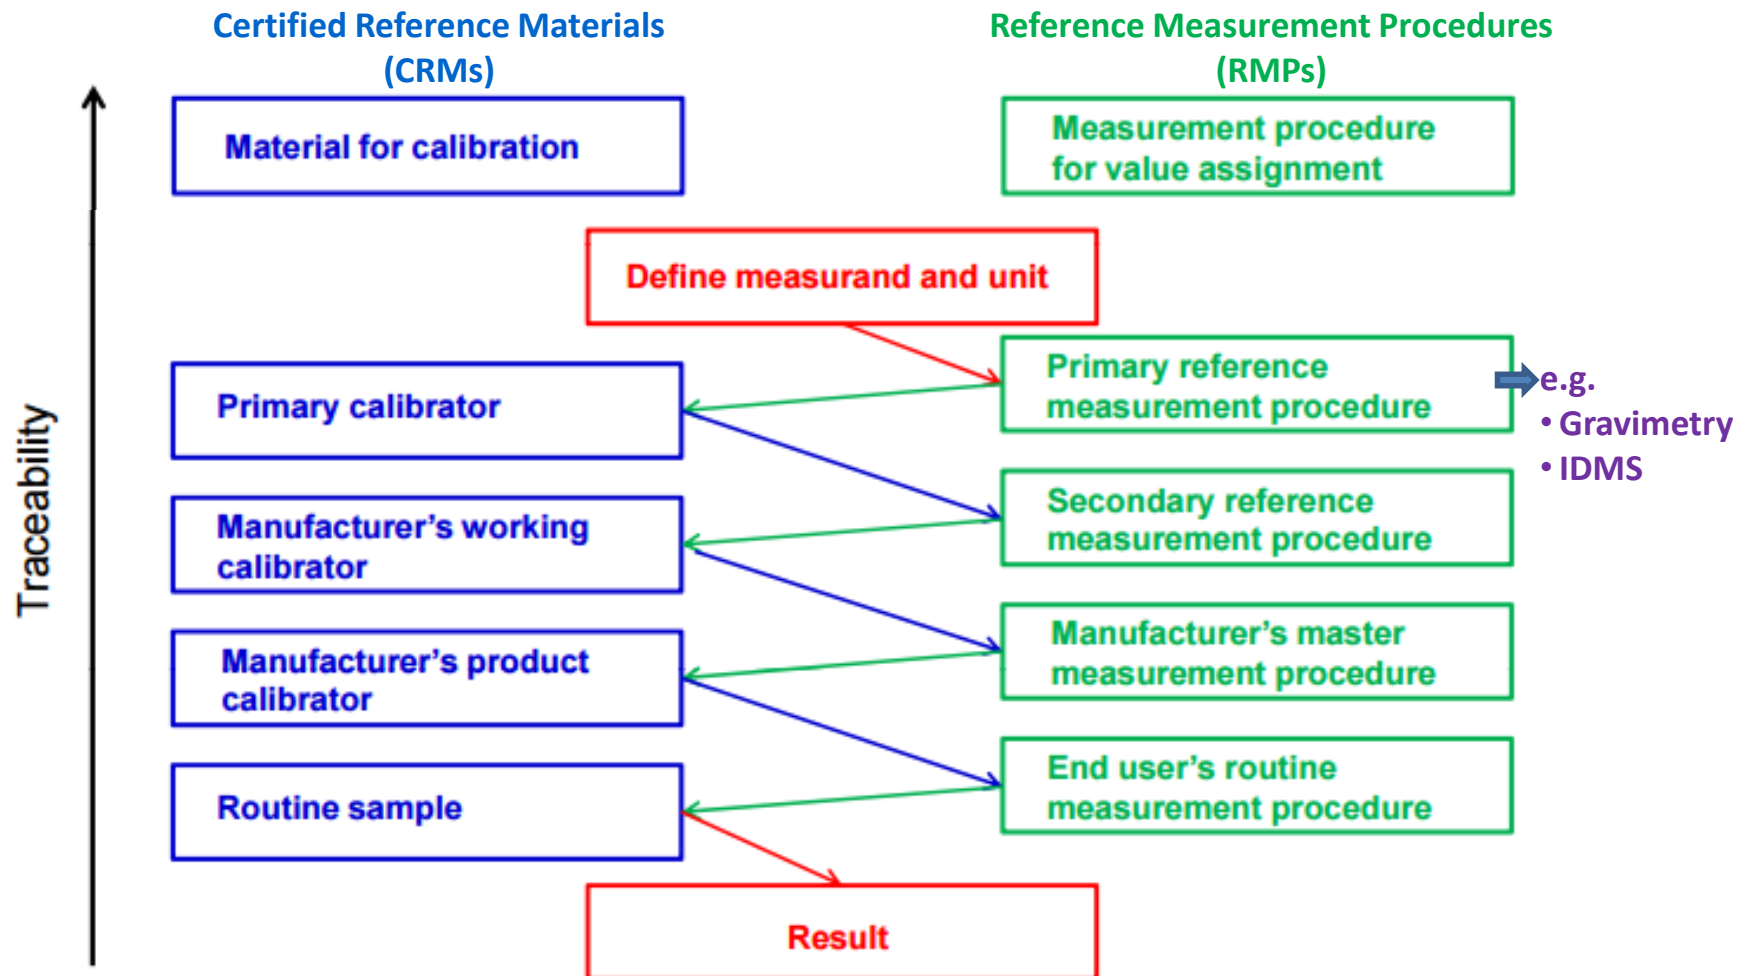 Certified Reference Materials
(CRMs)
Reference Measurement Procedures
(RMPs)
Material for calibration
Measurement procedure
for value assignment
Define measurand and unit
Primary calibrator
Primary reference
measurement procedure
e.g.
• Gravimetry
• IDMS
Manufacturer's working
calibrator
Secondary reference
measurement procedure
Manufacturer's product
calibrator
Manufacturer's master
measurement procedure
Routine sample
End user's routine
measurement procedure
Result
Traceability